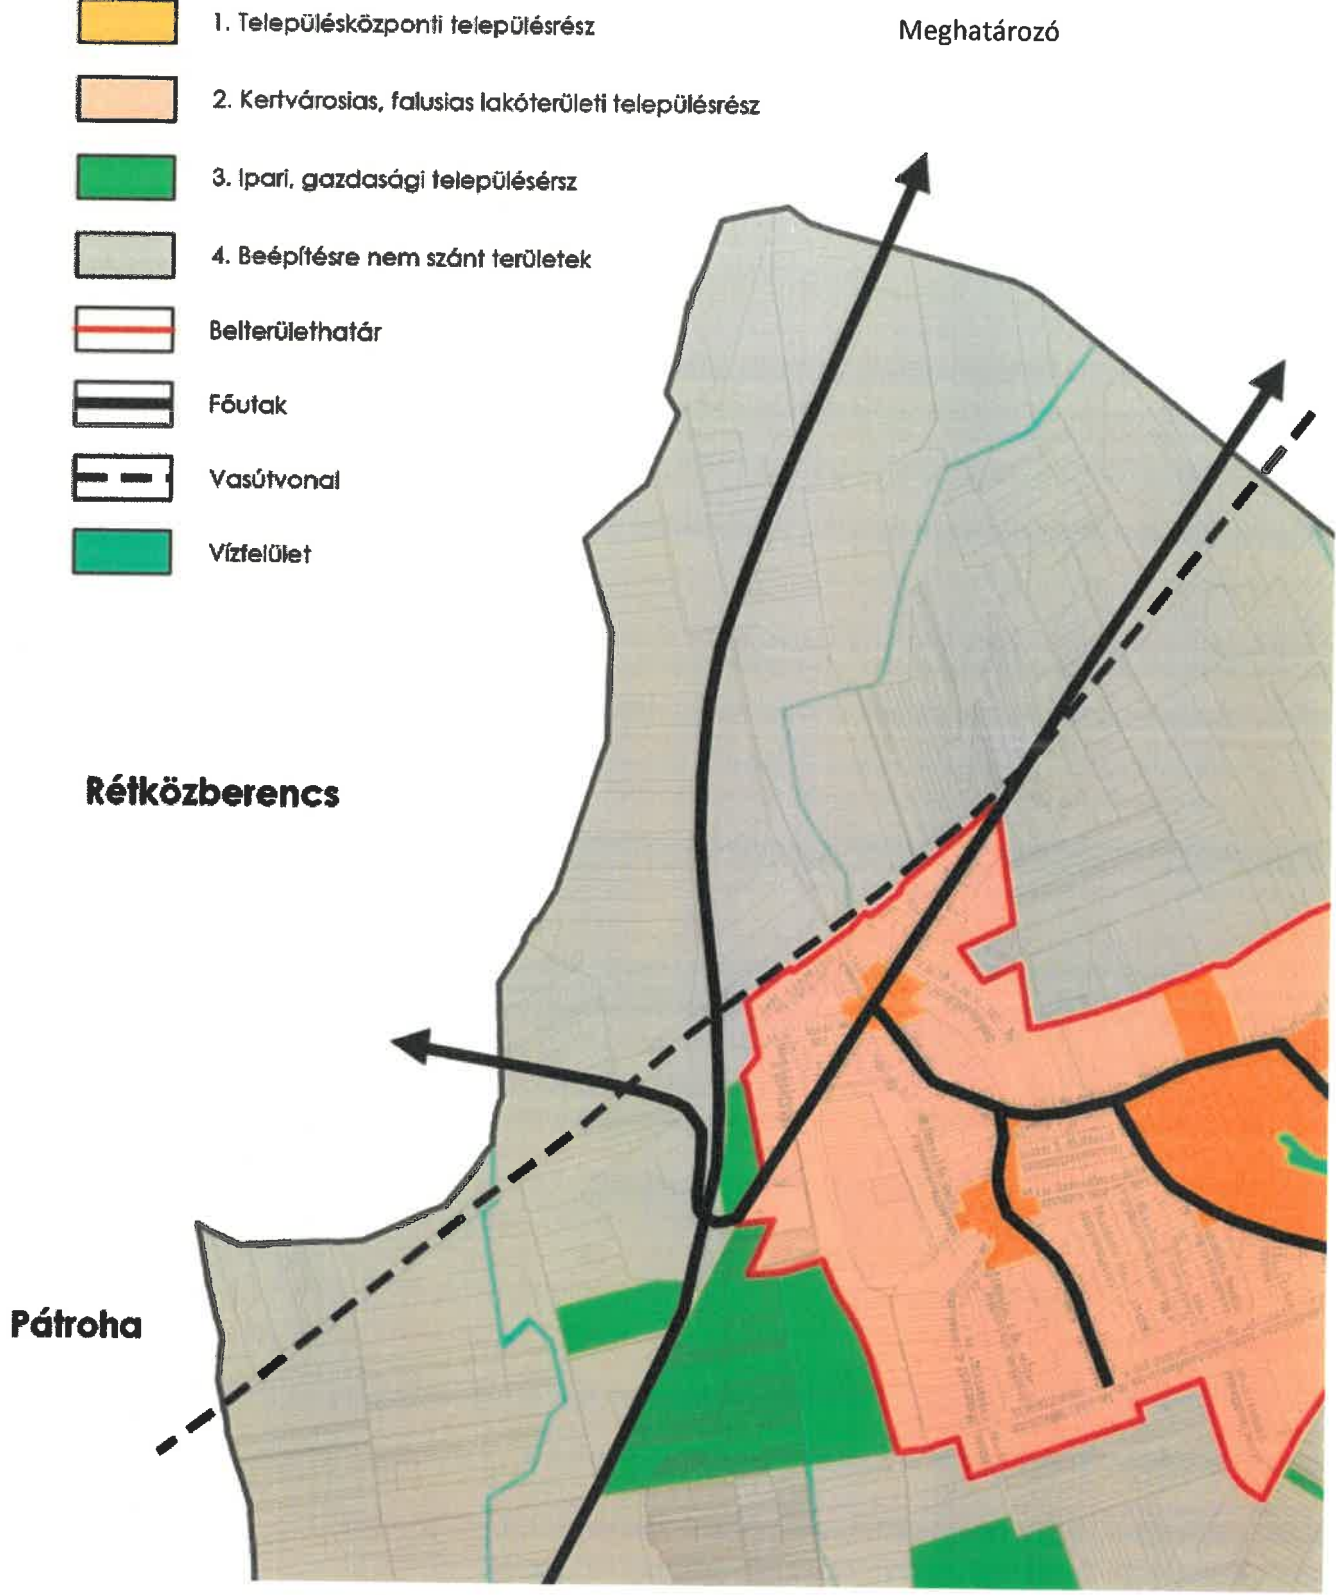 1. Településközponti településrész
Meghatározó
2. Kertvárosias, falusias lakóterületi településrész
3. Ipari, gazdasági településérsz
4. Beépítésre nem szánt területek
Belterülethatár
Főutak
Vasútvonal
Vízfelület
Rétközberencs
Pátroha